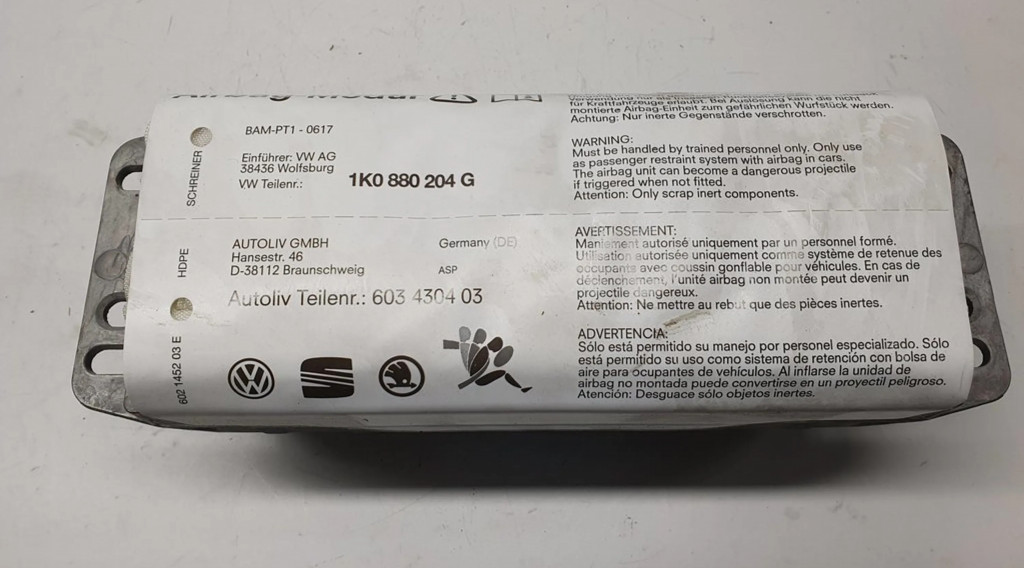 Airbag-Modul
BAM-PT1 - 0617
Einführer: VW AG
38436 Wolfsburg
VW Teilenr.: 1K0 880 204 G
SCHREINER
HDPE
602 1452 03 E
AUTOLIV GMBH
Hansestr. 46
D-38112 Braunschweig
Germany (DE)
ASP
Autoliv Teilenr.: 603 4304 03
für Kraftfahrzeuge erlaubt. Bei Auslösung kann die nicht
montierte Airbag-Einheit zum gefährlichen Wurfstück werden.
Achtung: Nur inerte Gegenstände verschrotten.
WARNING:
Must be handled by trained personnel only. Only use
as passenger restraint system with airbag in cars.
The airbag unit can become a dangerous projectile
if triggered when not fitted.
Attention: Only scrap inert components.
AVERTISSEMENT:
Maniement autorisé uniquement par un personnel formé.
Utilisation autorisée uniquement comme système de retenue des
occupants avec coussin gonflable pour véhicules. En cas de
déclenchement, l'unité airbag non montée peut devenir un
projectile dangereux.
Attention: Ne mettre au rebut que des pièces inertes.
ADVERTENCIA:
Sólo está permitido su manejo por personel especializado. Sólo
está permitido su uso como sistema de retención con bolsa de
aire para ocupantes de vehículos. Al inflarse la unidad de
airbag no montada puede convertirse en un proyectil peligroso.
Atención: Desguace sólo objetos inertes.